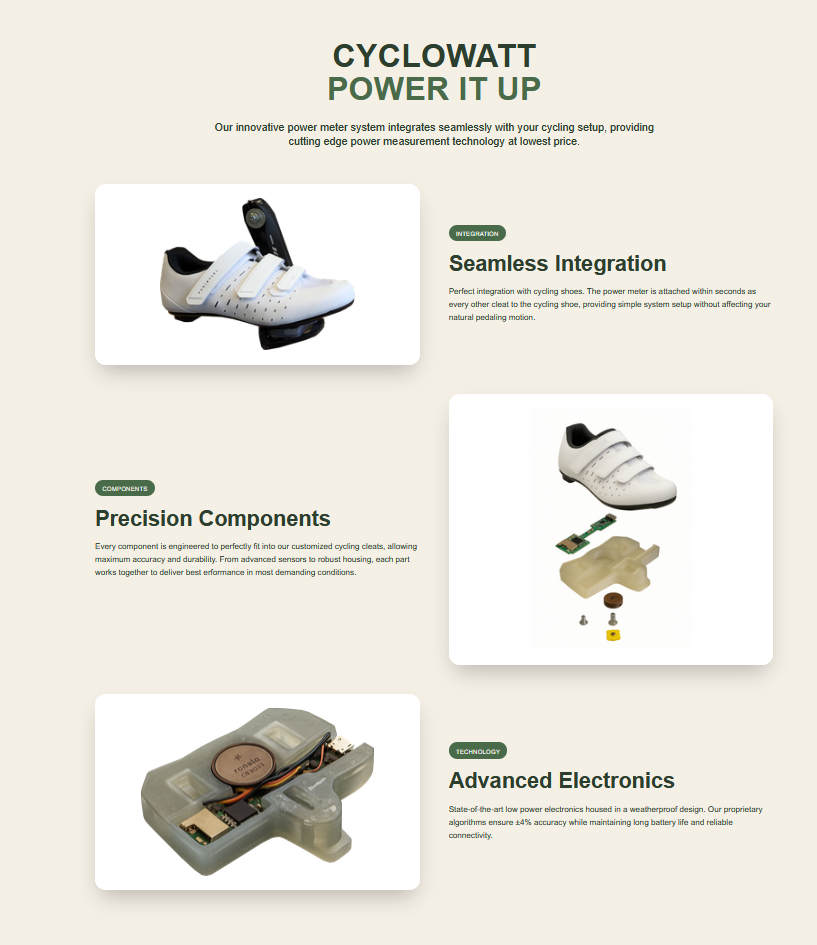 CYCLOWATT
POWER IT UP
Our innovative power meter system integrates seamlessly with your cycling setup, providing
cutting edge power measurement technology at lowest price.
INTEGRATION
Seamless Integration
Perfect integration with cycling shoes. The power meter is attached within seconds as
every other cleat to the cycling shoe, providing simple system setup without affecting your
natural pedaling motion.
COMPONENTS
Precision Components
Every component is engineered to perfectly fit into our customized cycling cleats, allowing
maximum accuracy and durability. From advanced sensors to robust housing, each part
works together to deliver best erformance in most demanding conditions.
renata
TECHNOLOGY
Advanced Electronics
State-of-the-art low power electronics housed in a weatherproof design. Our proprietary
algorithms ensure ±4% accuracy while maintaining long battery life and reliable
connectivity.